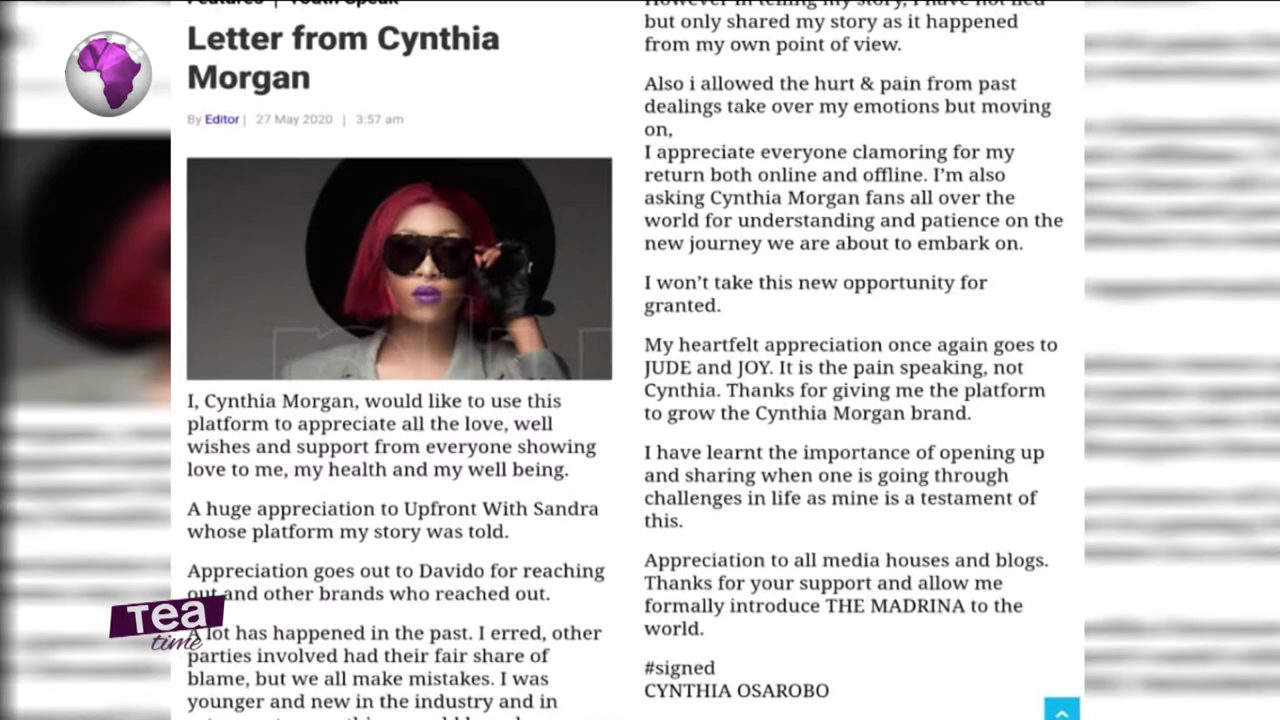 Features | Youth Speak
Letter from Cynthia
Morgan
By Editor | 27 May 2020 | 3:57 am
I, Cynthia Morgan, would like to use this
platform to appreciate all the love, well
wishes and support from everyone showing
love to me, my health and my well being.
A huge appreciation to Upfront With Sandra
whose platform my story was told.
Appreciation goes out to Davido for reaching
out and other brands who reached out.
A lot has happened in the past. I erred, other
parties involved had their fair share of
blame, but we all make mistakes. I was
younger and new in the industry and in
However in telling my story, I have not lied
but only shared my story as it happened
from my own point of view.
Also i allowed the hurt & pain from past
dealings take over my emotions but moving
on,
I appreciate everyone clamoring for my
return both online and offline. I’m also
asking Cynthia Morgan fans all over the
world for understanding and patience on the
new journey we are about to embark on.
I won’t take this new opportunity for
granted.
My heartfelt appreciation once again goes to
JUDE and JOY. It is the pain speaking, not
Cynthia. Thanks for giving me the platform
to grow the Cynthia Morgan brand.
I have learnt the importance of opening up
and sharing when one is going through
challenges in life as mine is a testament of
this.
Appreciation to all media houses and blogs.
Thanks for your support and allow me
formally introduce THE MADRINA to the
world.
#signed
CYNTHIA OSAROBO
Tea
time